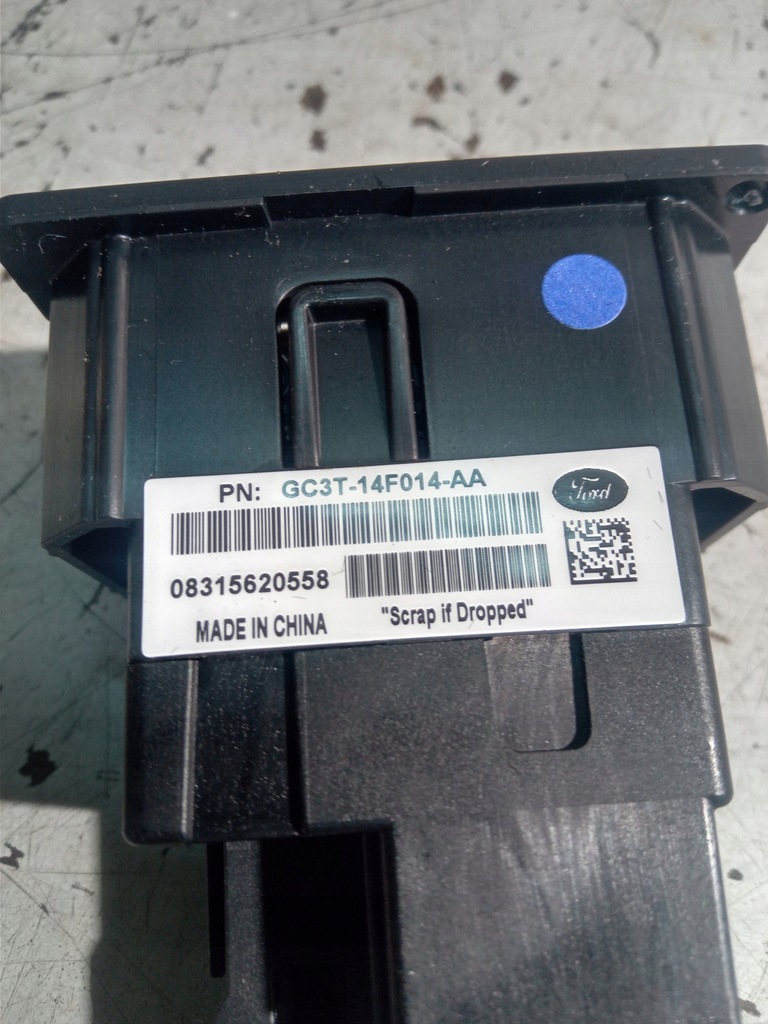 PN: GC3T-14F014-AA
Ford
08315620558
MADE IN CHINA
"Scrap if Dropped"